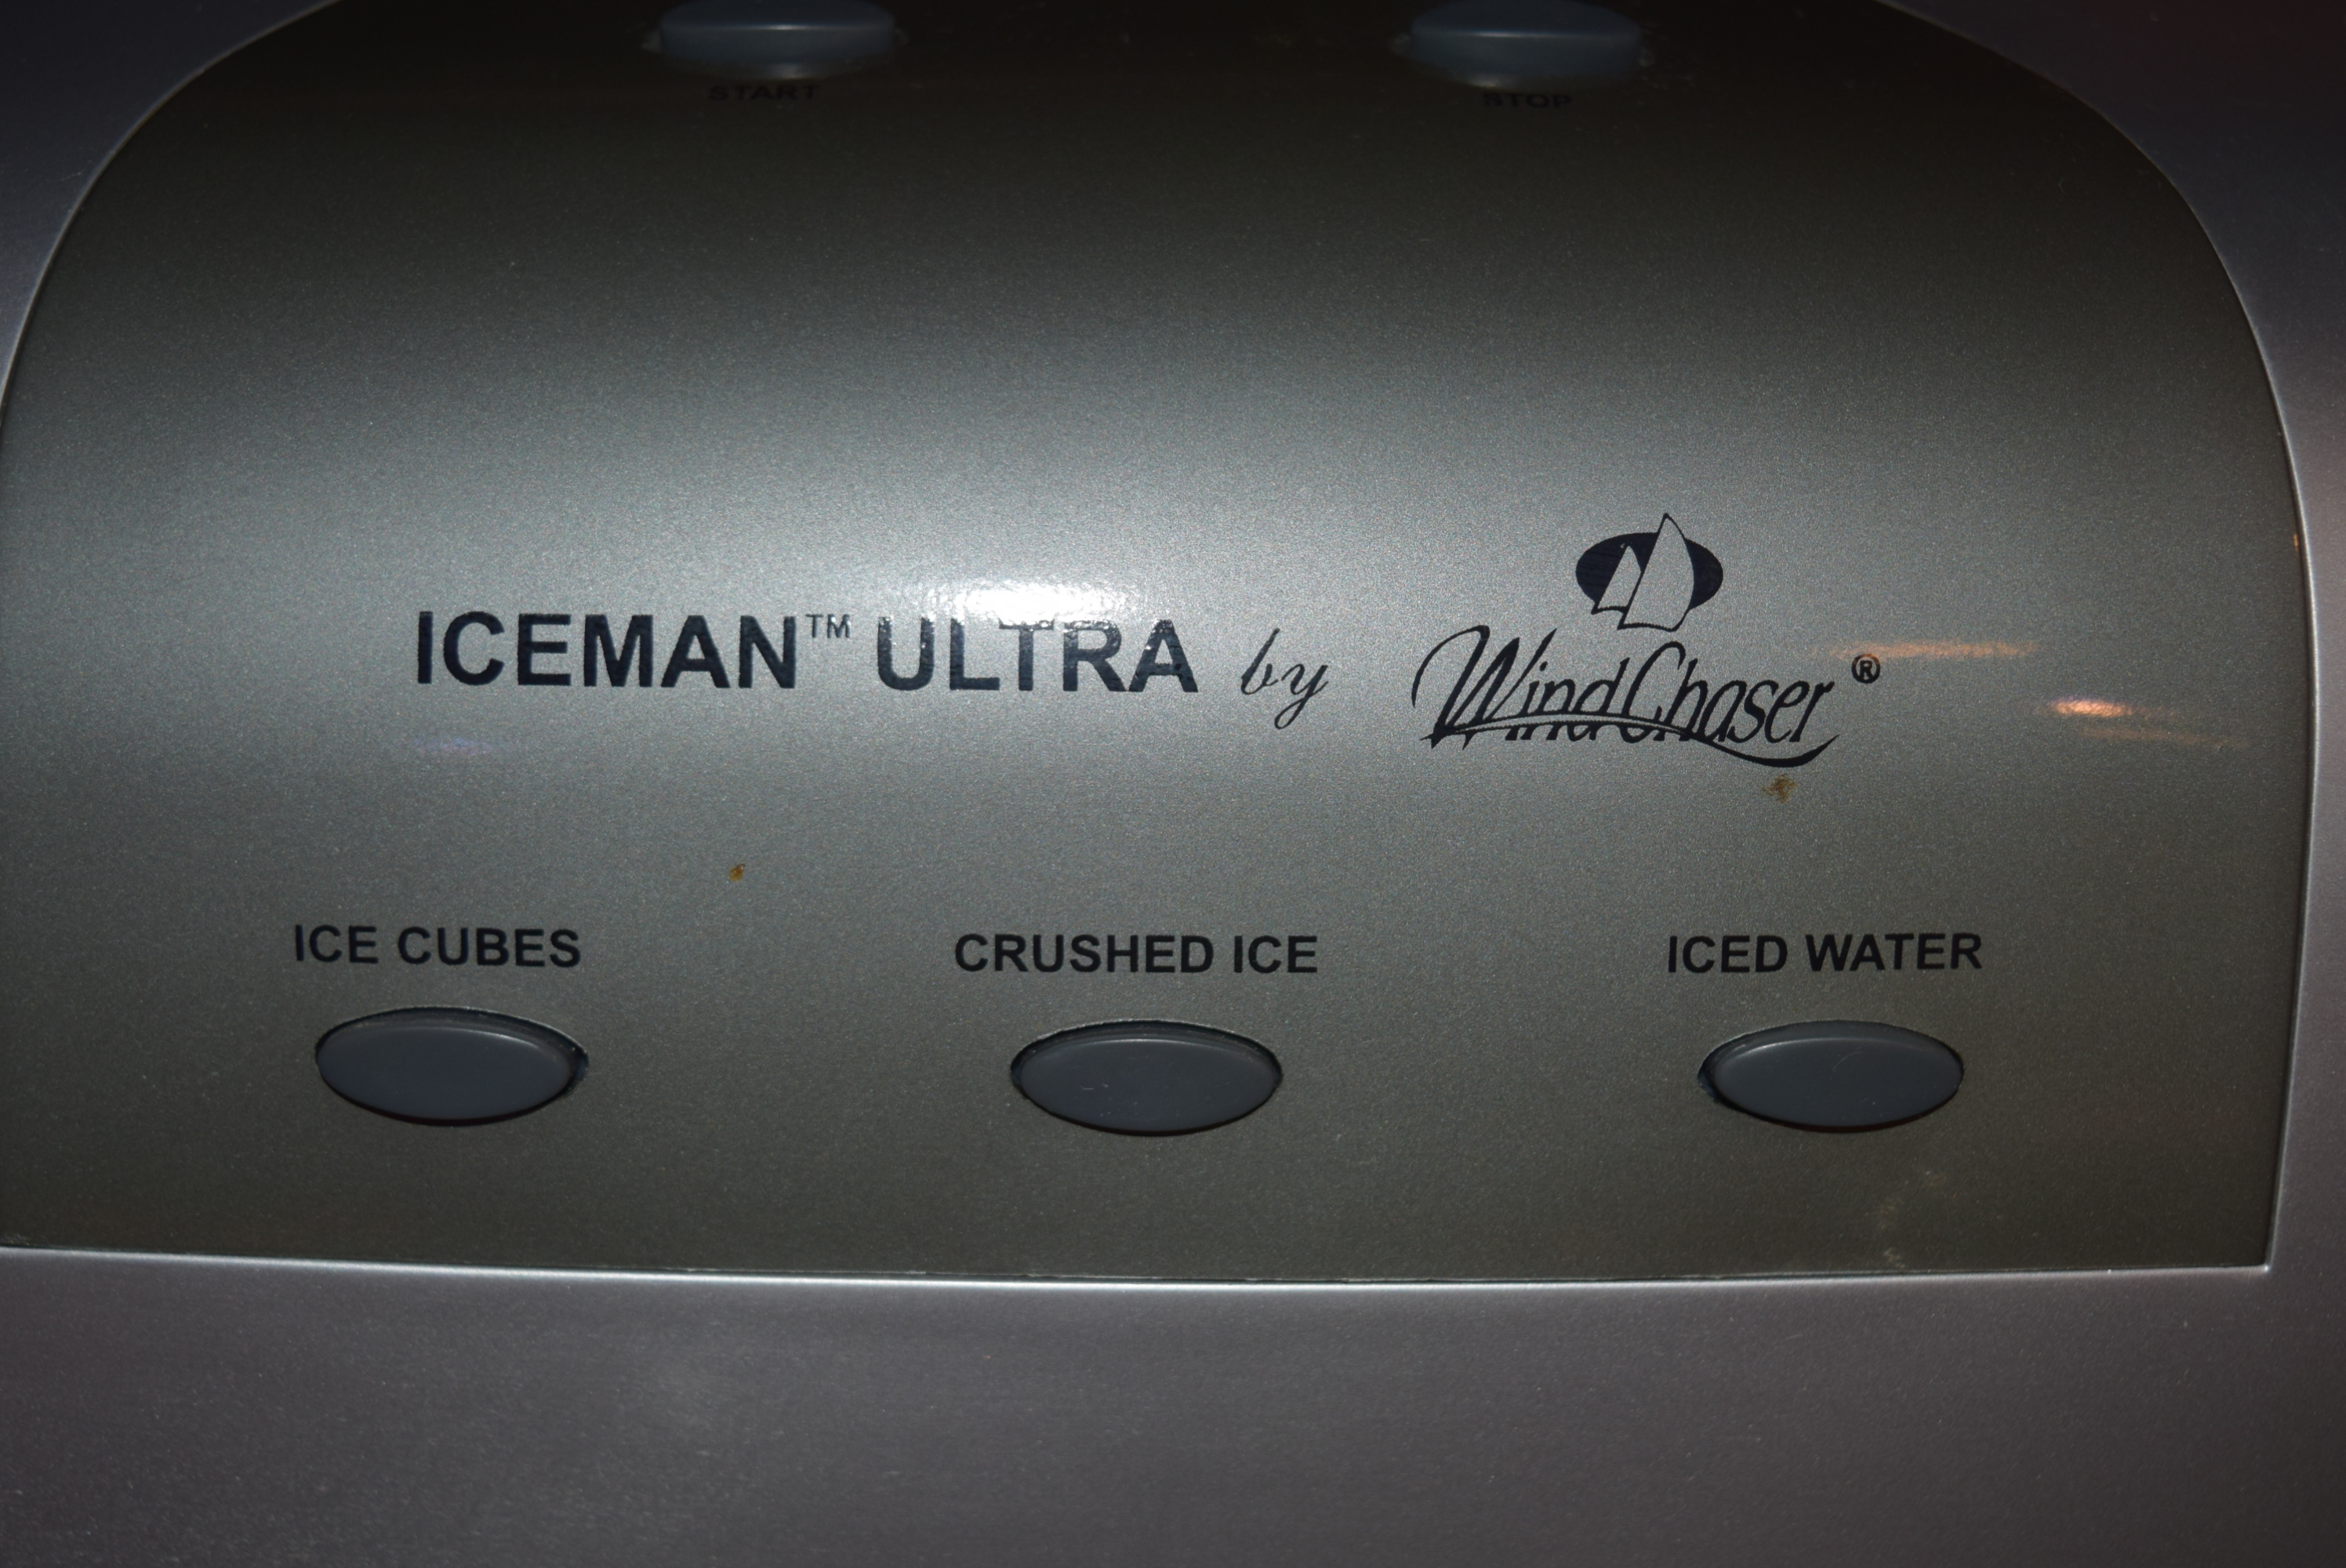 START STOP
ICEMAN™ ULTRA by WindChaser®
ICE CUBES CRUSHED ICE ICED WATER